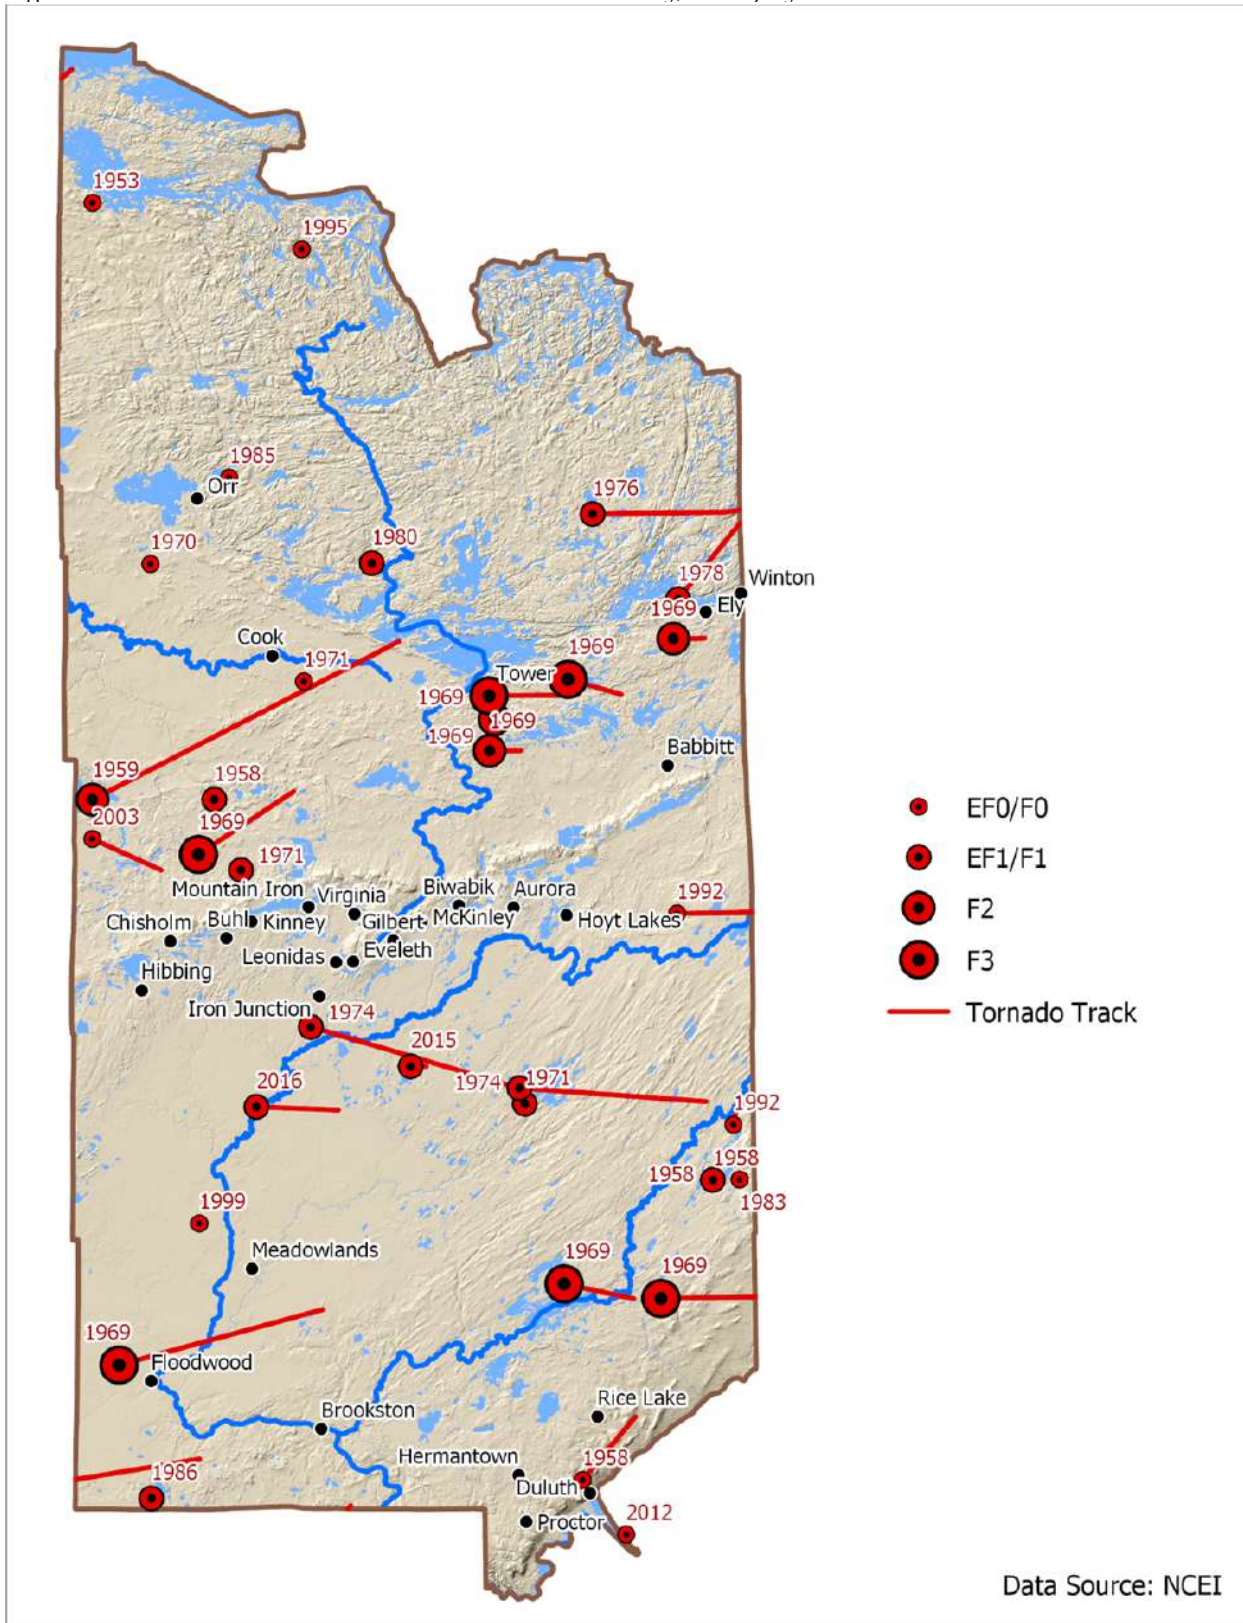 1953
1995
1985
Orr
1976
1970
1980
1978
Winton
Ely
1969
Cook
1971
1969
Tower
1969
1969
1969
Babbitt
1959
1958
2003
1969
1971
Mountain Iron
Virginia
Biwabik
Aurora
1992
Chisholm
Buhl
Kinney
Gilbert
McKinley
Hoyt Lakes
Leonidas
Eveleth
Hibbing
Iron Junction
1974
2015
1974
1971
2016
1992
1958
1958
1983
1999
Meadowlands
1969
1969
1969
Floodwood
Rice Lake
Brookston
Hermantown
1958
1986
Duluth
2012
Proctor
EF0/F0
EF1/F1
F2
F3
Tornado Track
Data Source: NCEI